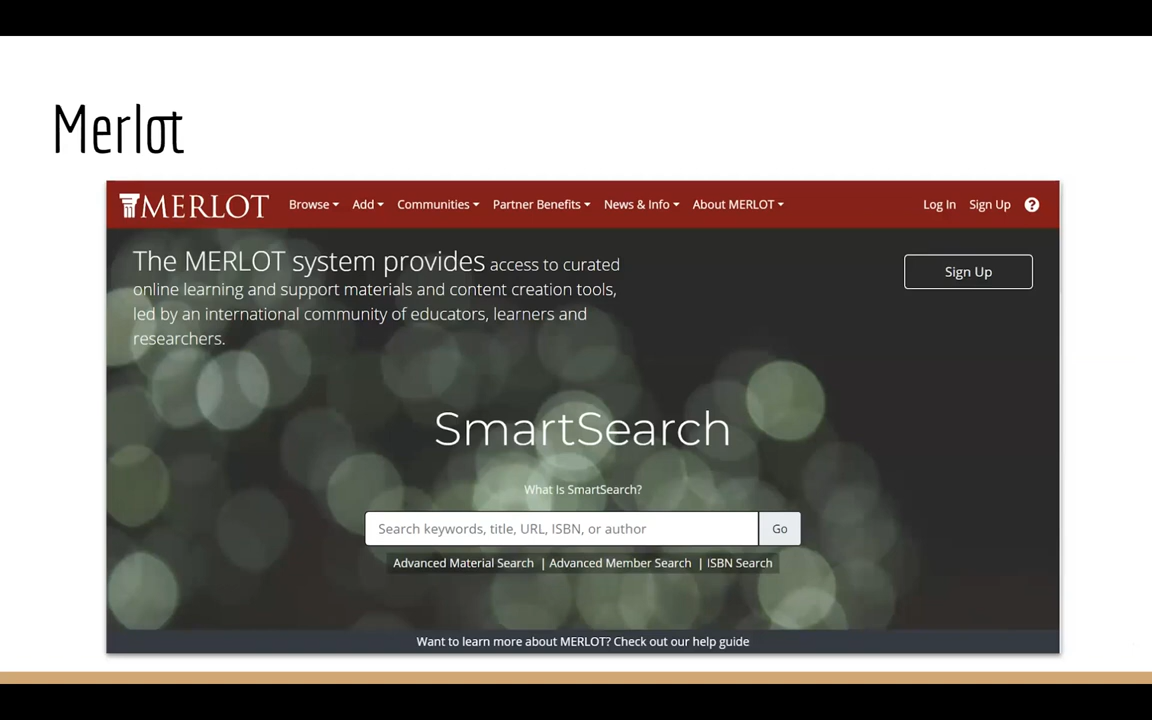 Merlot
MERLOT Browse Add Communities Partner Benefits News & Info About MERLOT Log In Sign Up ?
The MERLOT system provides access to curated
online learning and support materials and content creation tools,
led by an international community of educators, learners and
researchers.
Sign Up
SmartSearch
What Is SmartSearch?
Search keywords, title, URL, ISBN, or author Go
Advanced Material Search | Advanced Member Search | ISBN Search
Want to learn more about MERLOT? Check out our help guide